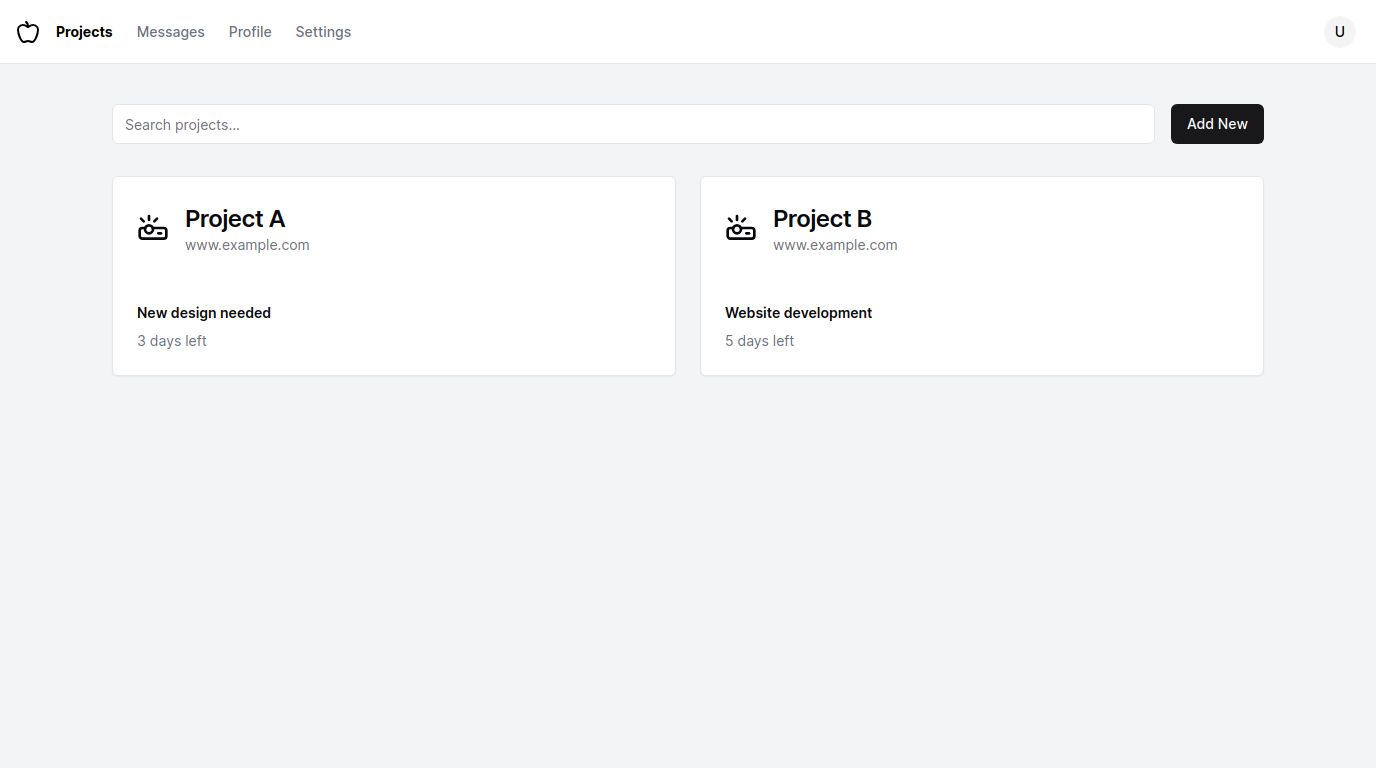 Projects Messages Profile Settings U
Search projects... Add New
Project A
www.example.com
New design needed
3 days left
Project B
www.example.com
Website development
5 days left